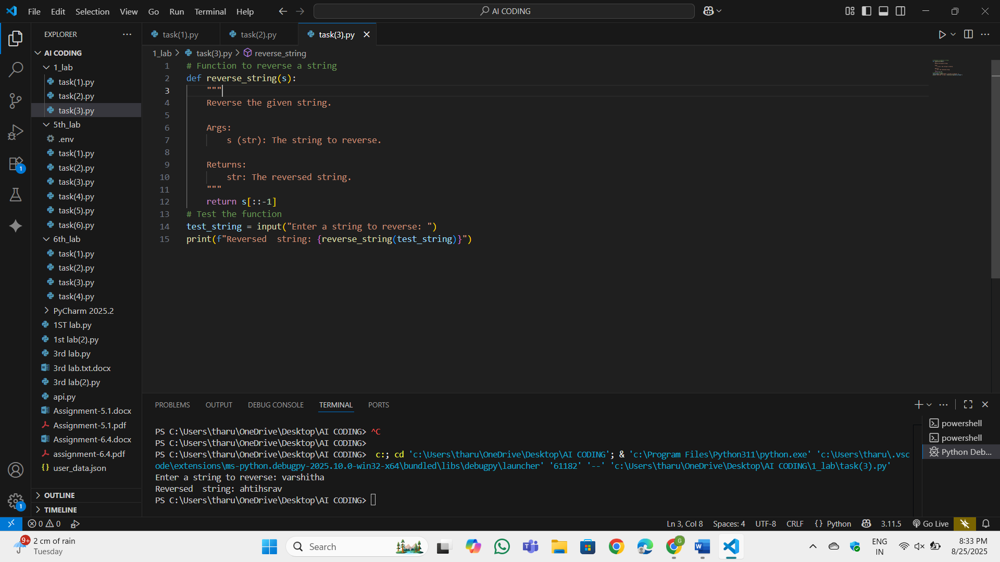 File Edit Selection View Go Run Terminal Help
AI CODING
EXPLORER
AI CODING
1_lab
task(1).py
task(2).py
task(3).py
5th_lab
.env
task(1).py
task(2).py
task(3).py
task(4).py
task(5).py
task(6).py
6th_lab
task(1).py
task(2).py
task(3).py
task(4).py
PyCharm 2025.2
1ST lab.py
1st lab(2).py
3rd lab.py
3rd lab.txt.docx
3rd lab(2).py
api.py
Assignment-5.1.docx
Assignment-5.1.pdf
Assignment-6.4.docx
assignment-6.4.pdf
user_data.json
OUTLINE
TIMELINE
1
1
task(1).py task(2).py task(3).py
1_lab > task(3).py > reverse_string
1 # Function to reverse a string
2 def reverse_string(s):
3 """
4 Reverse the given string.
5
6 Args:
7 s (str): The string to reverse.
8
9 Returns:
10 str: The reversed string.
11 """
12 return s[::-1]
13 # Test the function
14 test_string = input("Enter a string to reverse: ")
15 print(f"Reversed  string: {reverse_string(test_string)}")
PROBLEMS OUTPUT DEBUG CONSOLE TERMINAL PORTS
PS C:\Users\tharu\OneDrive\Desktop\AI CODING> ^C
PS C:\Users\tharu\OneDrive\Desktop\AI CODING>
PS C:\Users\tharu\OneDrive\Desktop\AI CODING>  c:; cd 'c:\Users\tharu\OneDrive\Desktop\AI CODING'; & 'c:\Program Files\Python311\python.exe' 'c:\Users\tharu\.vsc
ode\extensions\ms-python.debugpy-2025.10.0-win32-x64\bundled\libs\debugpy\launcher' '61182' '--' 'c:\Users\tharu\OneDrive\Desktop\AI CODING\1_lab\task(3).py'
Enter a string to reverse: varshitha
Reversed  string: ahtihsrav
PS C:\Users\tharu\OneDrive\Desktop\AI CODING>
powershell
powershell
Python Deb...
0 0
Ln 3, Col 8 Spaces: 4 UTF-8 CRLF {} Python 3.11.5 Go Live
9+
2 cm of rain
Tuesday
Search
G
ENG
IN
8:33 PM
8/25/2025